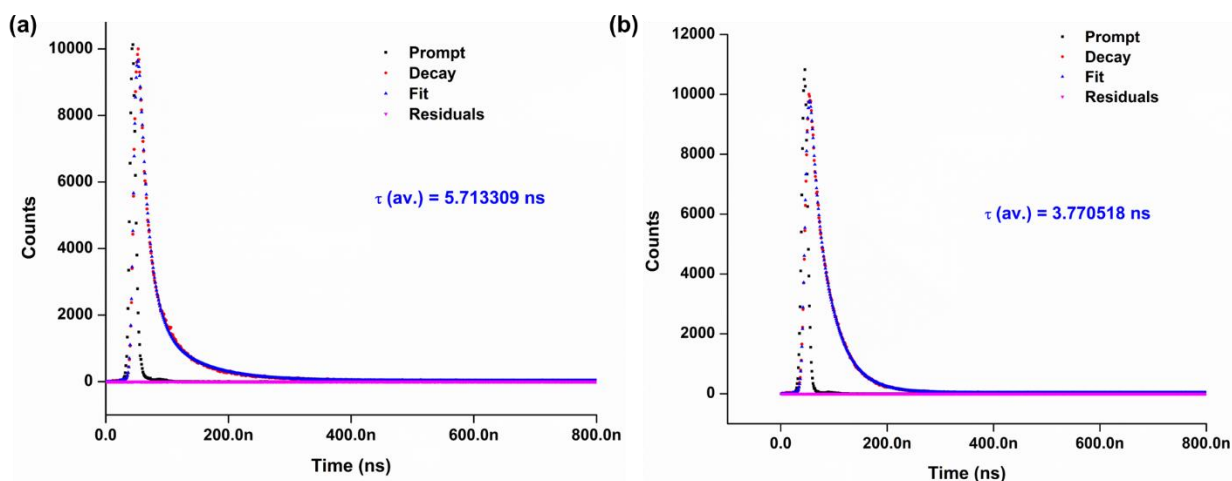 (a)
10000
8000
6000
4000
2000
0
Counts
Prompt
Decay
Fit
Residuals
τ (av.) = 5.713309 ns
0.0 200.0n 400.0n 600.0n 800.0n
Time (ns)
(b)
12000
10000
8000
6000
4000
2000
0
Counts
Prompt
Decay
Fit
Residuals
τ (av.) = 3.770518 ns
0.0 200.0n 400.0n 600.0n 800.0n
Time (ns)